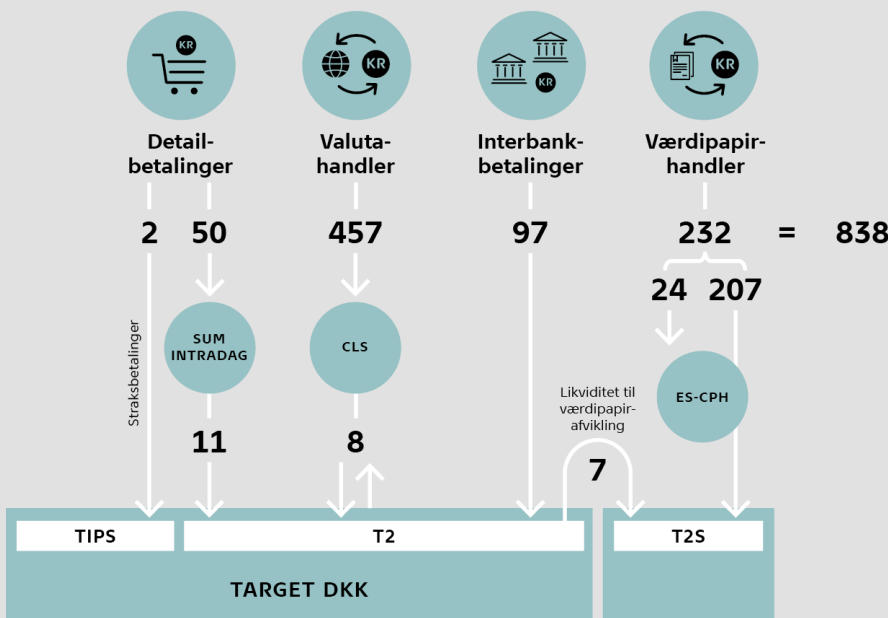 KR
KR
KR
KR
Detail-
betalinger
Valuta-
handler
Interbank-
betalinger
Værdipapir-
handler
2 50 457 97 232 = 838
24 207
Straksbetalinger
SUM
INTRADAG
CLS
ES-CPH
Likviditet til
værdipapir-
afvikling
11 8 7
TIPS T2 T2S
TARGET DKK